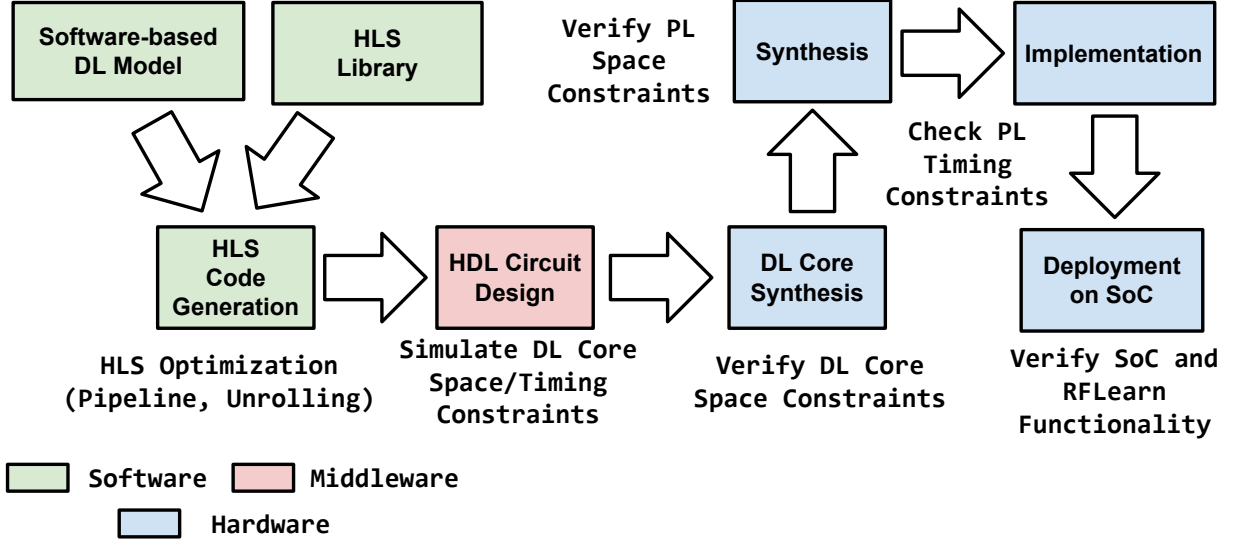 Software-based
DL Model
HLS
Library
Verify PL
Space
Constraints
Synthesis
Implementation
Check PL
Timing
Constraints
HLS
Code
Generation
HDL Circuit
Design
DL Core
Synthesis
Deployment
on SoC
HLS Optimization
(Pipeline, Unrolling)
Simulate DL Core
Space/Timing
Constraints
Verify DL Core
Space Constraints
Verify SoC and
RFLearn
Functionality
Software
Middleware
Hardware